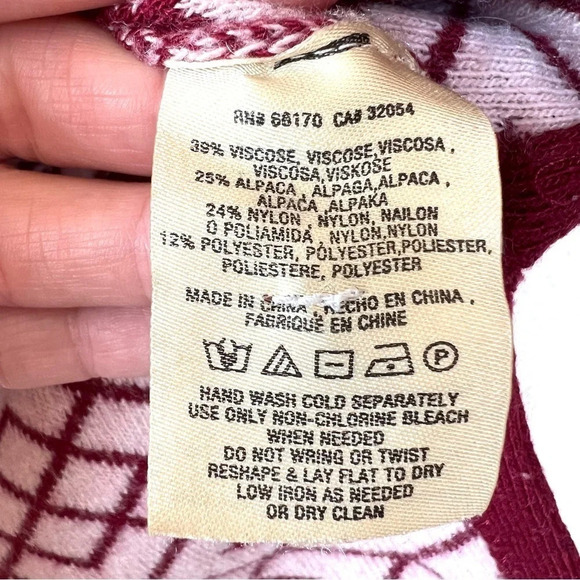 RN# 66170 CA# 32054
39% VISCOSE, VISCOSE,VISCOSA,
VISCOSA,VISKOSE
25% ALPACA, ALPAGA,ALPACA,
ALPACA, ALPAKA
24% NYLON, NYLON, NAILON
O POLIAMIDA, NYLON,NYLON
12% POLYESTER, POLYESTER,POLIESTER,
POLIESTERE, POLYESTER
MADE IN CHINA, HECHO EN CHINA,
FABRIQUE EN CHINE
P
HAND WASH COLD SEPARATELY
USE ONLY NON-CHLORINE BLEACH
WHEN NEEDED
DO NOT WRING OR TWIST
RESHAPE & LAY FLAT TO DRY
LOW IRON AS NEEDED
OR DRY CLEAN